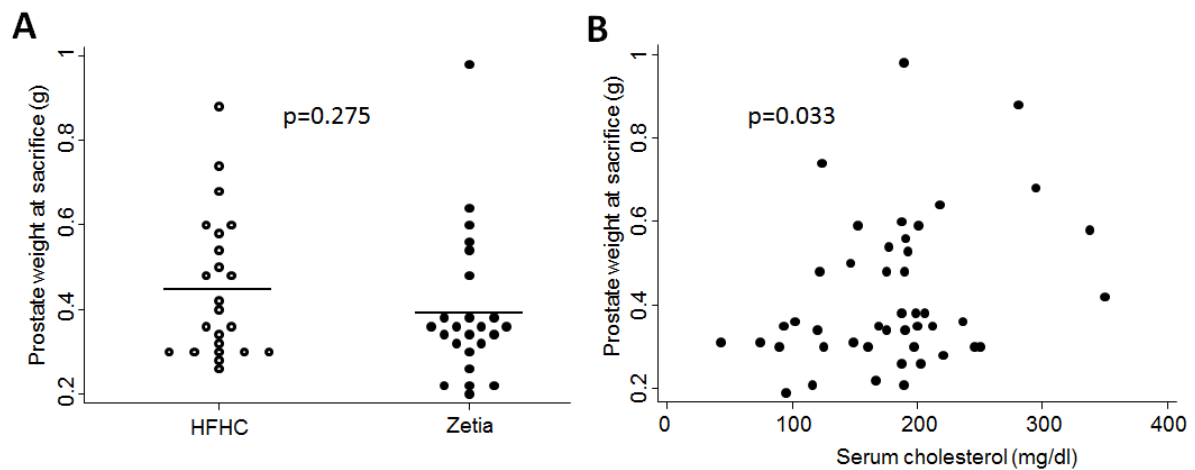 A
Prostate weight at sacrifice (g)
1
0.8
0.6
0.4
0.2
p=0.275
HFHC
Zetia
B
Prostate weight at sacrifice (g)
1
0.8
0.6
0.4
0.2
p=0.033
0
100
200
300
400
Serum cholesterol (mg/dl)